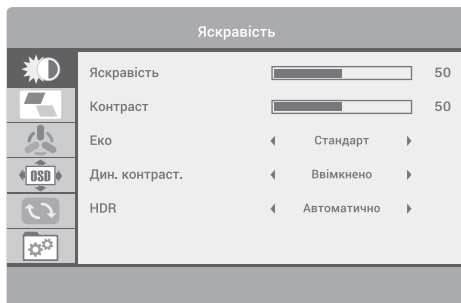 Яскравість
Яскравість 50
Контраст 50
Еко Стандарт
Дин. контраст. Ввімкнено
OSD
HDR Автоматично